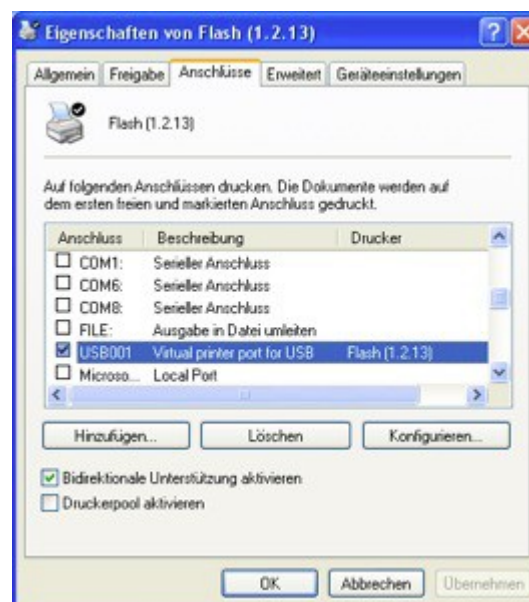 Eigenschaften von Flash (1.2.13)
Allgemein Freigabe Anschlüsse Erweitert Geräteeinstellungen
Flash (1.2.13)
Auf folgenden Anschlüssen drucken. Die Dokumente werden auf
dem ersten freien und markierten Anschluss gedruckt.
Anschluss Beschreibung Drucker
COM1: Serieller Anschluss
COM6: Serieller Anschluss
COM8: Serieller Anschluss
FILE: Ausgabe in Datei umleiten
USB001 Virtual printer port for USB Flash (1.2.13)
Microso... Local Port
Hinzufügen... Löschen Konfigurieren...
Bidirektionale Unterstützung aktivieren
Druckerpool aktivieren
OK Abbrechen Übernehmen